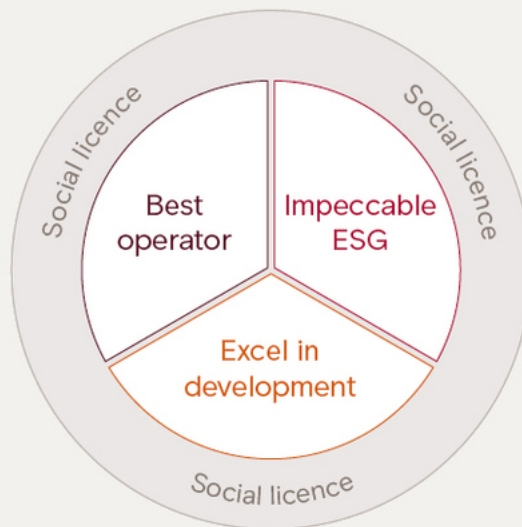 Social licence
Social licence
Best
operator
Impeccable
ESG
Excel in
development
Social licence